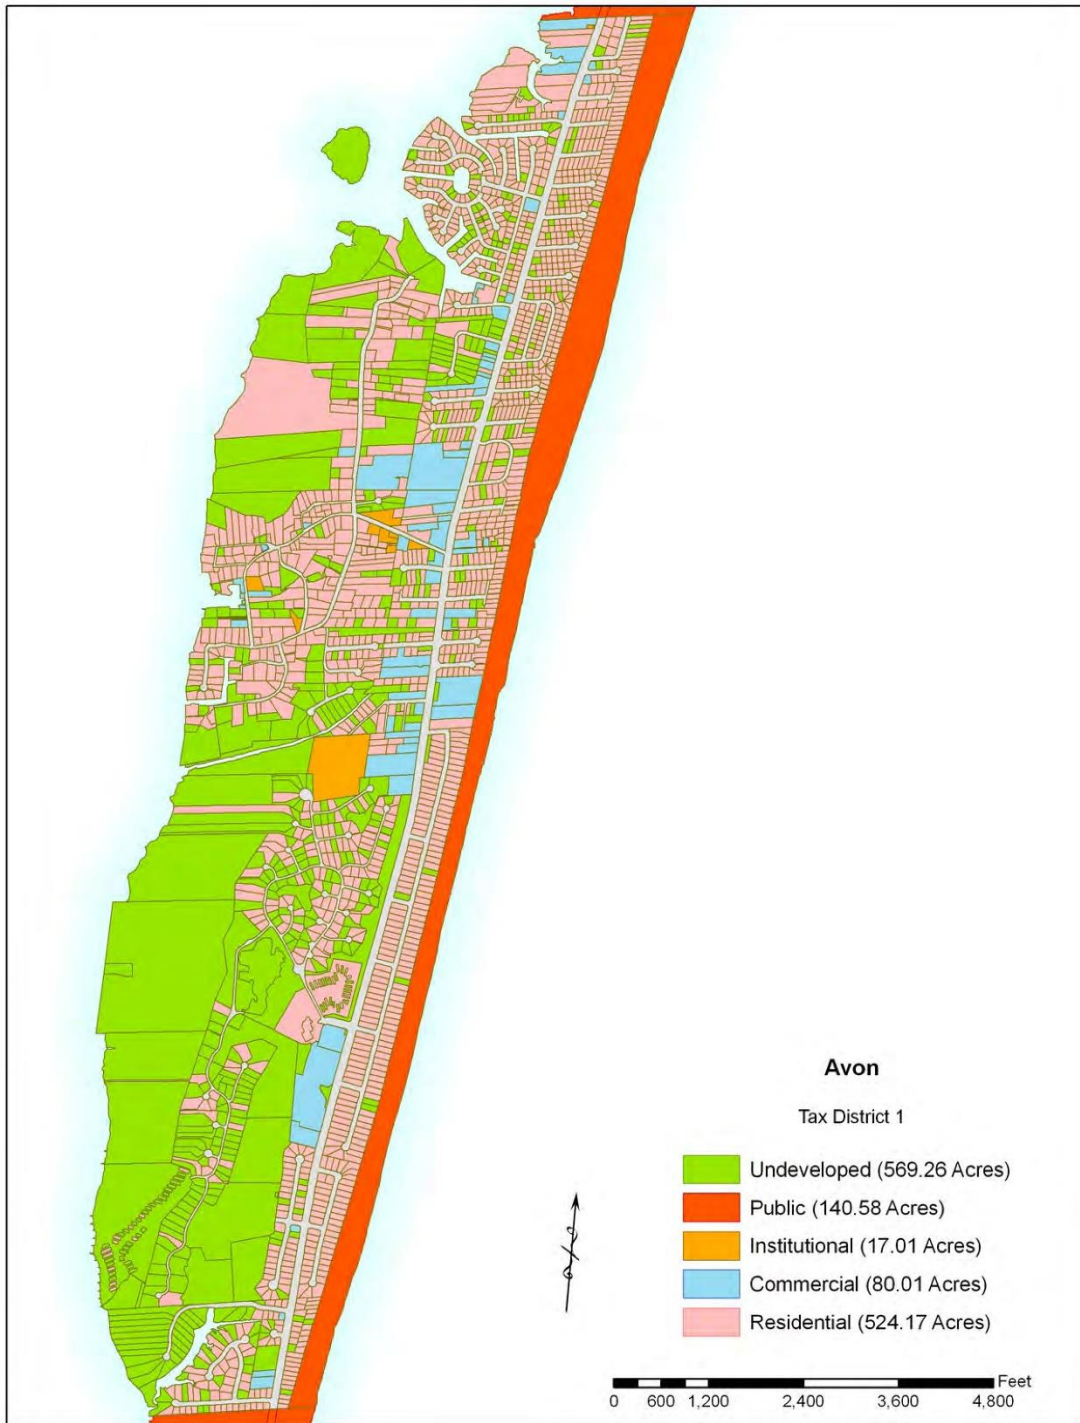 Avon
Tax District 1
Undeveloped (569.26 Acres)
Public (140.58 Acres)
Institutional (17.01 Acres)
Commercial (80.01 Acres)
Residential (524.17 Acres)
Feet
0 600 1,200 2,400 3,600 4,800